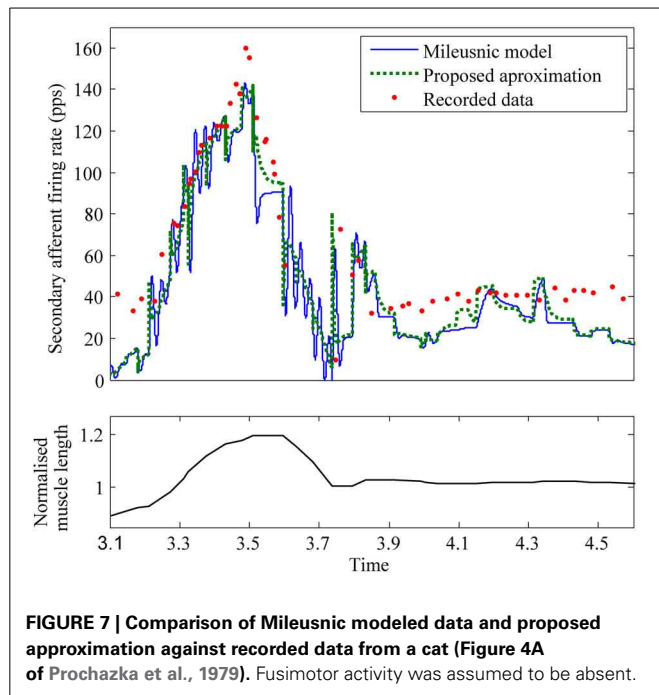 160
140
120
100
80
60
40
20
0
Secondary afferent firing rate (pps)
Mileusnic model
Proposed aproximation
Recorded data
1.2
1
Normalised
muscle length
3.1 3.3 3.5 3.7 3.9 4.1 4.3 4.5
Time
FIGURE 7 | Comparison of Mileusnic modeled data and proposed
approximation against recorded data from a cat (Figure 4A
of Prochazka et al., 1979). Fusimotor activity was assumed to be absent.